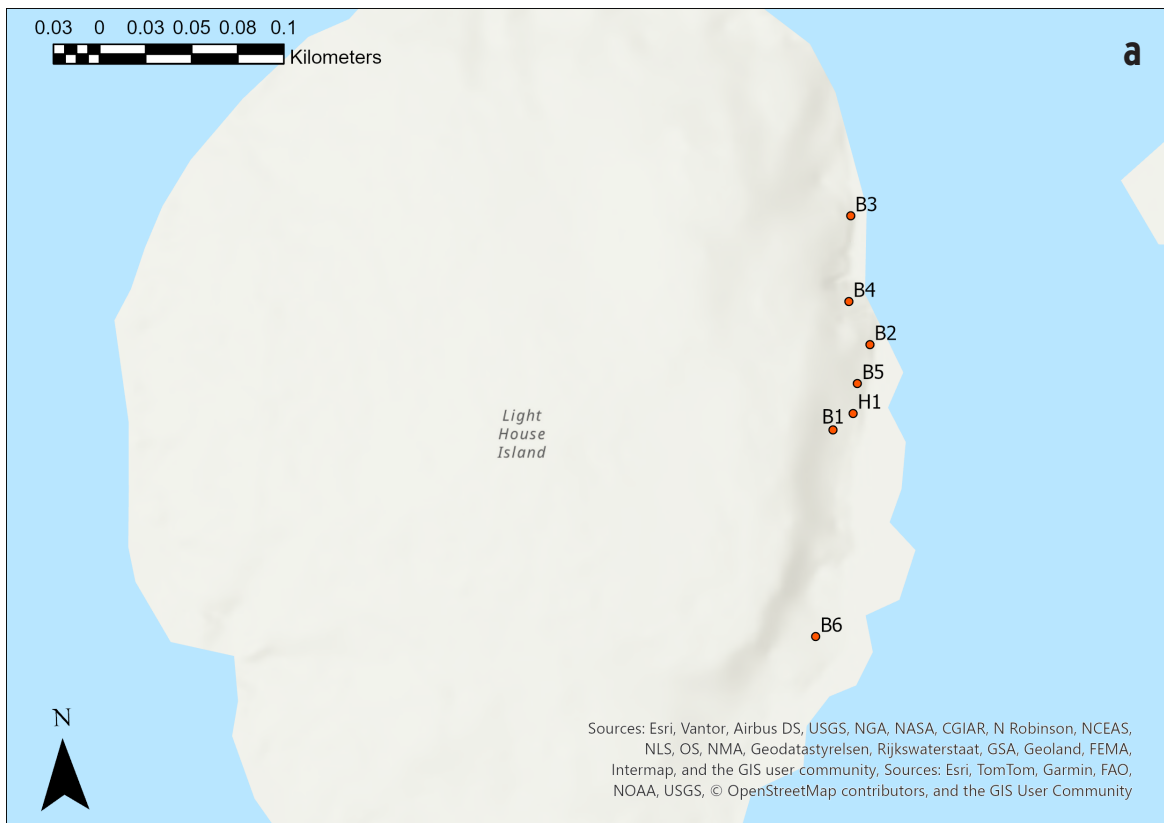 0.03 0 0.03 0.05 0.08 0.1
Kilometers
a
B3
B4
B2
B5
H1
B1
Light
House
Island
B6
N
Sources: Esri, Vantor, Airbus DS, USGS, NGA, NASA, CGIAR, N Robinson, NCEAS,
NLS, OS, NMA, Geodatastyrelsen, Rijkswaterstaat, GSA, Geoland, FEMA,
Intermap, and the GIS user community, Sources: Esri, TomTom, Garmin, FAO,
NOAA, USGS, © OpenStreetMap contributors, and the GIS User Community